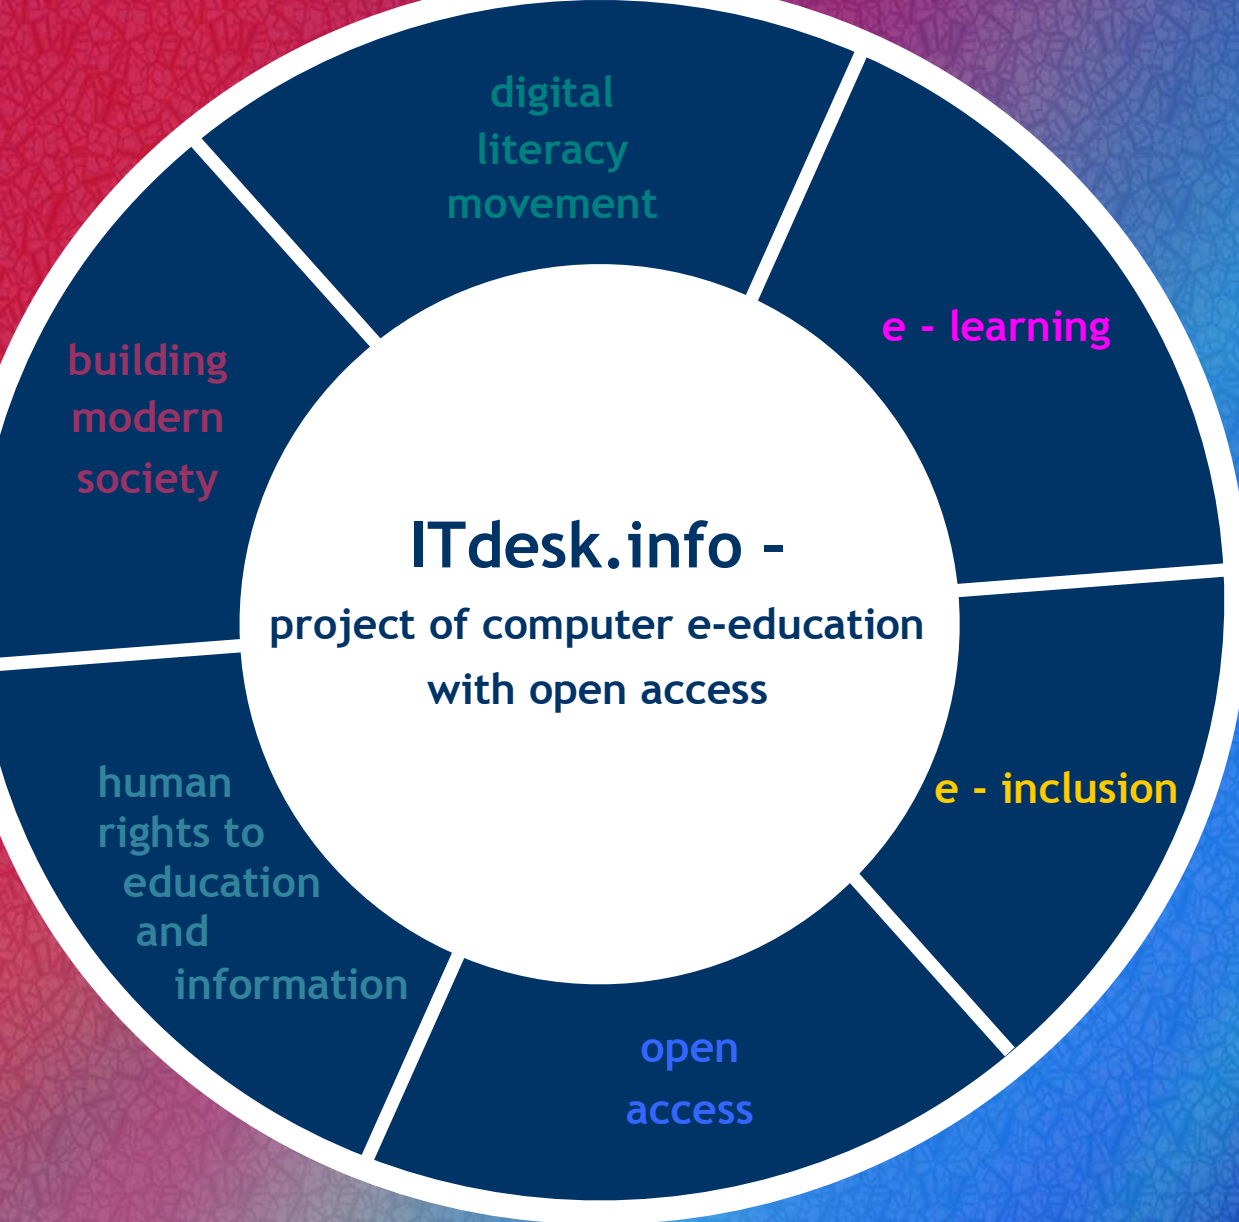 digital
literacy
movement
e - learning
building
modern
society
ITdesk.info –
project of computer e-education
with open access
human
rights to
education
and
information
e - inclusion
open
access